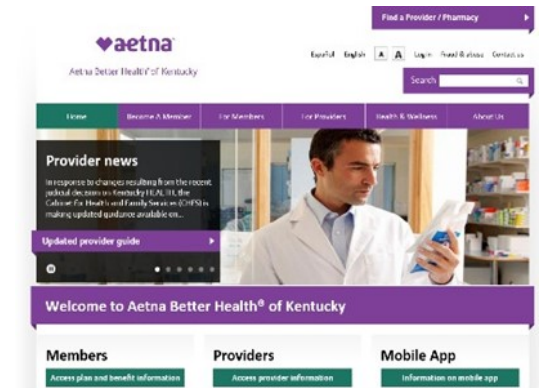 Find a Provider / Pharmacy
aetna
Aetna Better Health® of Kentucky
Español English A A Login Fraud & abuse Contact us
Search
Home Become A Member For Members For Providers Health & Wellness About Us
Provider news
In response to changes resulting from the recent
judicial decision on Kentucky HEALTH, the
Cabinet for Health and Family Services (CHFS) is
making updated guidance available on...
Updated provider guide
Welcome to Aetna Better Health® of Kentucky
Members Providers Mobile App
Access plan and benefit information Access provider information Information on mobile app